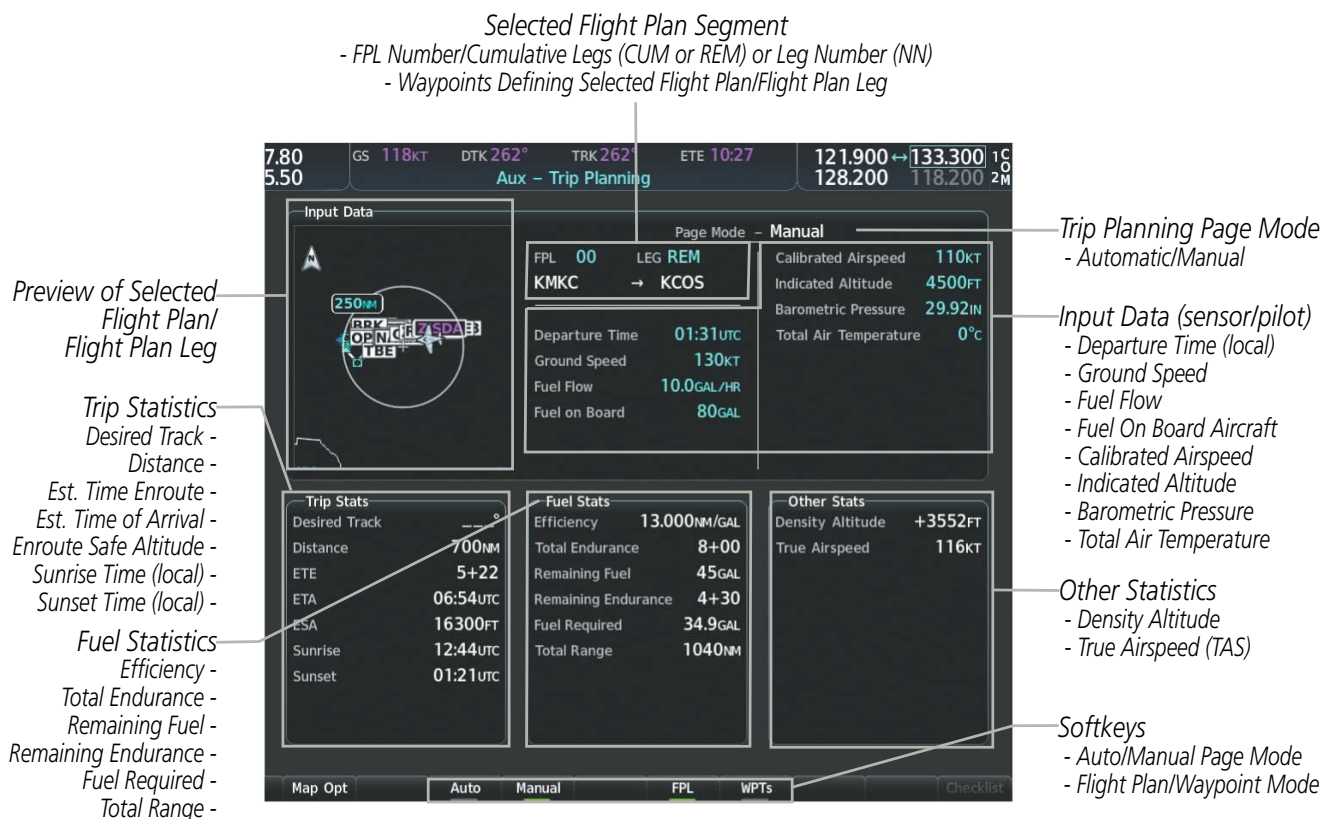 Selected Flight Plan Segment
- FPL Number/Cumulative Legs (CUM or REM) or Leg Number (NN)
- Waypoints Defining Selected Flight Plan/Flight Plan Leg
7.80 GS 118KT DTK 262° TRK 262° ETE 10:27 121.900 ↔ 133.300 1 COM
5.50 Aux – Trip Planning 128.200 118.200 2
Input Data
Page Mode – Manual
FPL 00 LEG REM
KMKC → KCOS
Departure Time 01:31UTC
Ground Speed 130KT
Fuel Flow 10.0GAL/HR
Fuel on Board 80GAL
Calibrated Airspeed 110KT
Indicated Altitude 4500FT
Barometric Pressure 29.92IN
Total Air Temperature 0°C
N
250NM
TBE
Trip Stats
Desired Track ___°
Distance 700NM
ETE 5+22
ETA 06:54UTC
ESA 16300FT
Sunrise 12:44UTC
Sunset 01:21UTC
Fuel Stats
Efficiency 13.000NM/GAL
Total Endurance 8+00
Remaining Fuel 45GAL
Remaining Endurance 4+30
Fuel Required 34.9GAL
Total Range 1040NM
Other Stats
Density Altitude +3552FT
True Airspeed 116KT
Map Opt Auto Manual FPL WPTs Checklist
Preview of Selected
Flight Plan/
Flight Plan Leg
Trip Statistics
Desired Track -
Distance -
Est. Time Enroute -
Est. Time of Arrival -
Enroute Safe Altitude -
Sunrise Time (local) -
Sunset Time (local) -
Fuel Statistics
Efficiency -
Total Endurance -
Remaining Fuel -
Remaining Endurance -
Fuel Required -
Total Range -
Trip Planning Page Mode
- Automatic/Manual
Input Data (sensor/pilot)
- Departure Time (local)
- Ground Speed
- Fuel Flow
- Fuel On Board Aircraft
- Calibrated Airspeed
- Indicated Altitude
- Barometric Pressure
- Total Air Temperature
Other Statistics
- Density Altitude
- True Airspeed (TAS)
Softkeys
- Auto/Manual Page Mode
- Flight Plan/Waypoint Mode